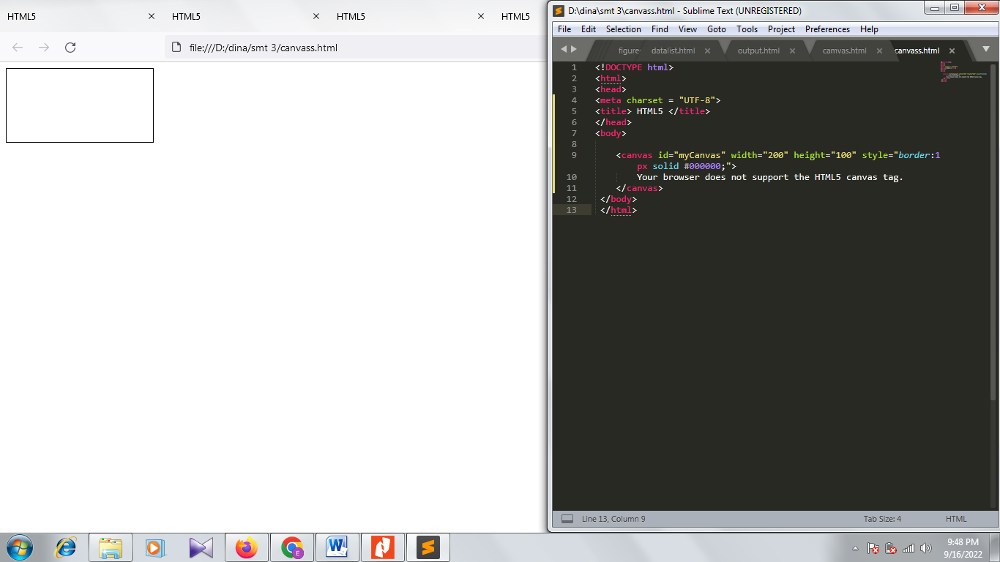 HTML5
HTML5
HTML5
HTML5
file:///D:/dina/smt 3/canvass.html
D:\dina\smt 3\canvass.html - Sublime Text (UNREGISTERED)
File Edit Selection Find View Goto Tools Project Preferences Help
figure datalist.html output.html camvas.html canvass.html
1 <!DOCTYPE html>
2 <html>
3 <head>
4 <meta charset = "UTF-8">
5 <title> HTML5 </title>
6 </head>
7 <body>
8
9 <canvas id="myCanvas" width="200" height="100" style="border:1
px solid #000000;">
10 Your browser does not support the HTML5 canvas tag.
11 </canvas>
12 </body>
13 </html>
Line 13, Column 9 Tab Size: 4 HTML
E
9:48 PM
9/16/2022